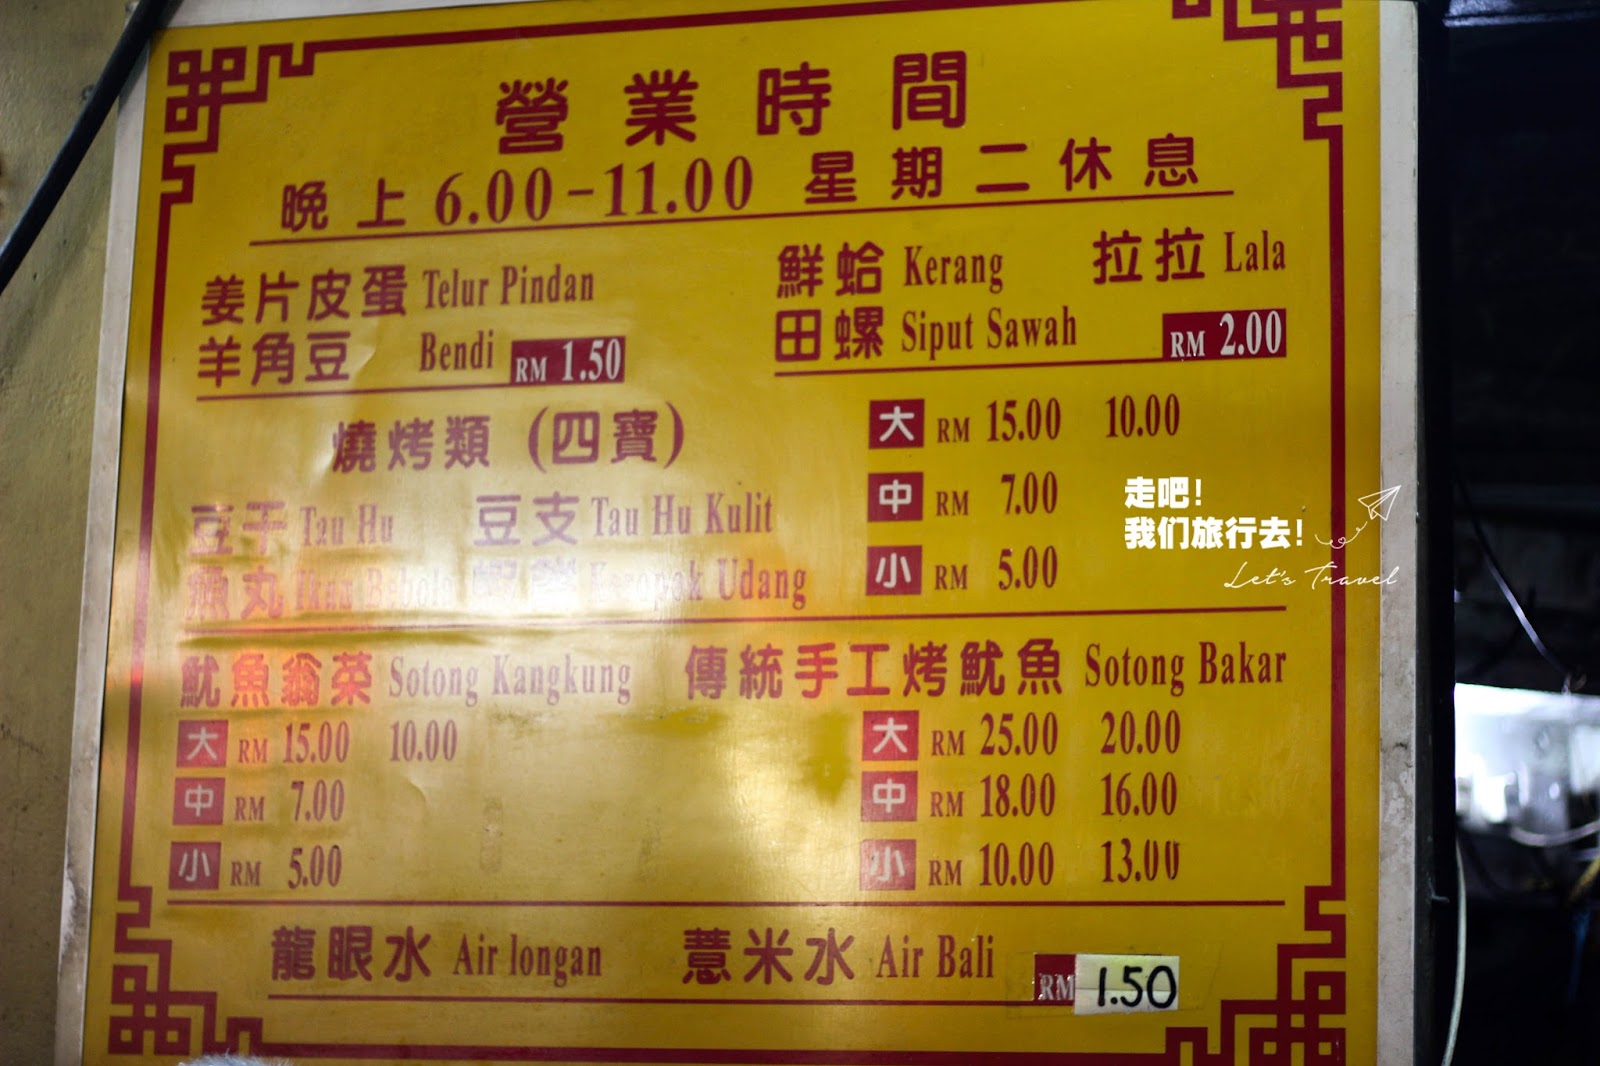 營業時間
晚上 6.00-11.00 星期二休息
姜片皮蛋 Telur Pindan
羊角豆 Bendi RM 1.50
鮮蛤 Kerang 拉拉 Lala
田螺 Siput Sawah RM 2.00
燒烤類 (四寶)
豆干 Tau Hu 豆支 Tau Hu Kulit
魚丸 Ikan Udang
大 RM 15.00 10.00
中 RM 7.00
小 RM 5.00
走吧!
我们旅行去!
Let's Travel
魷魚翁菜 Sotong Kangkung
大 RM 15.00 10.00
中 RM 7.00
小 RM 5.00
傳統手工烤魷魚 Sotong Bakar
大 RM 25.00 20.00
中 RM 18.00 16.00
小 RM 10.00 13.00
龍眼水 Air longan 薏米水 Air Bali RM 1.50